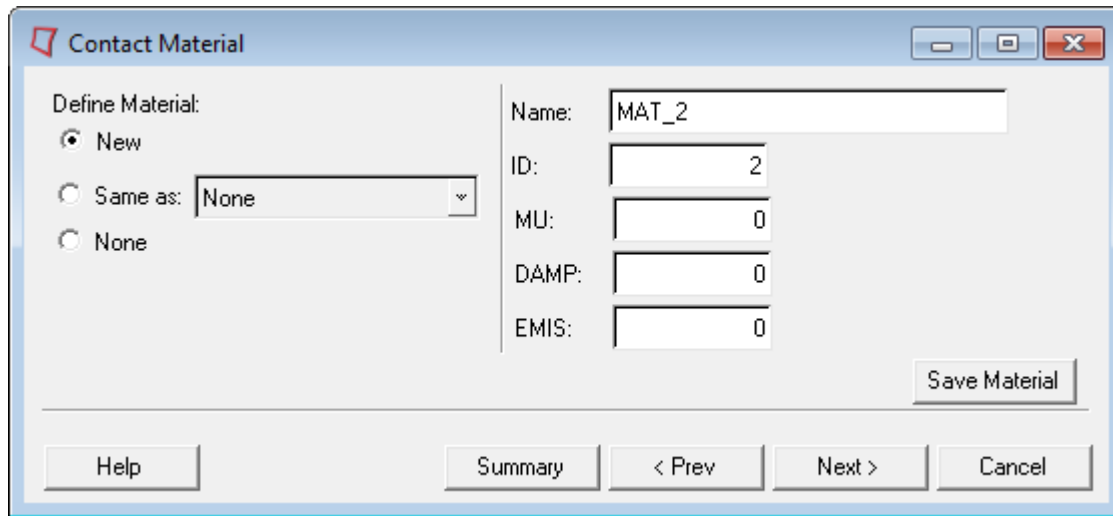 Contact Material
Define Material:
New
Same as: None
None
Name: MAT_2
ID: 2
MU: 0
DAMP: 0
EMIS: 0
Save Material
Help Summary < Prev Next > Cancel